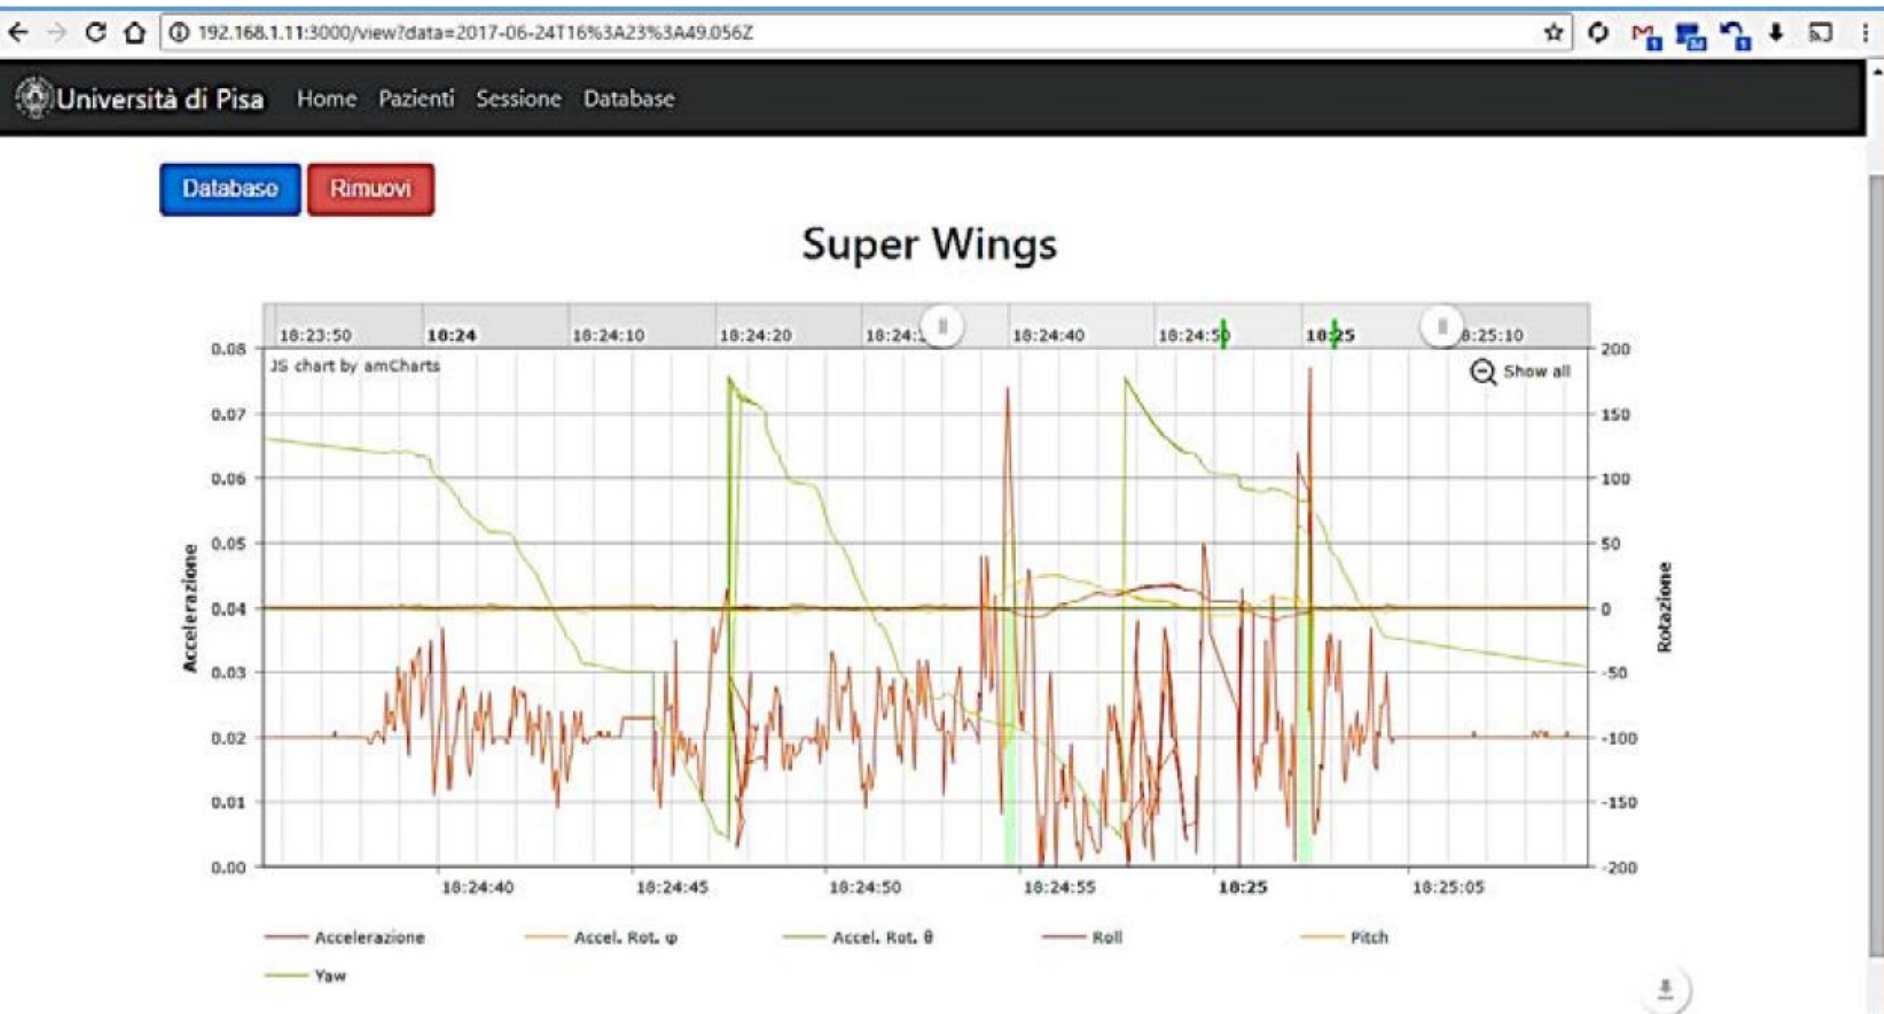 192.168.1.11:3000/view?data=2017-06-24T16%3A23%3A49.056Z
Università di Pisa Home Pazienti Sessione Database
Database Rimuovi
Super Wings
18:23:50 18:24 18:24:10 18:24:20 18:24: 18:24:40 18:24:50 18:25 8:25:10
JS chart by amCharts
Show all
0.08 200
0.07 150
0.06 100
0.05 50
0.04 0
0.03 -50
0.02 -100
0.01 -150
0.00 -200
Accelerazione
Rotazione
18:24:40 18:24:45 18:24:50 18:24:55 18:25 18:25:05
Accelerazione Accel. Rot. φ Accel. Rot. θ Roll Pitch
Yaw